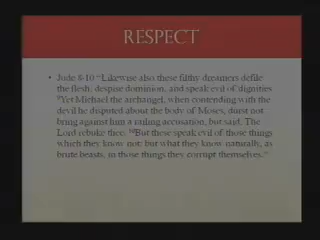 RESPECT
• Jude 8-10 "Likewise also these filthy dreamers defile
the flesh, despise dominion, and speak evil of dignities
⁹Yet Michael the archangel, when contending with the
devil he disputed about the body of Moses, durst not
bring against him a railing accusation, but said, The
Lord rebuke thee. ¹⁰But these speak evil of those things
which they know not: but what they know naturally, as
brute beasts, in those things they corrupt themselves."